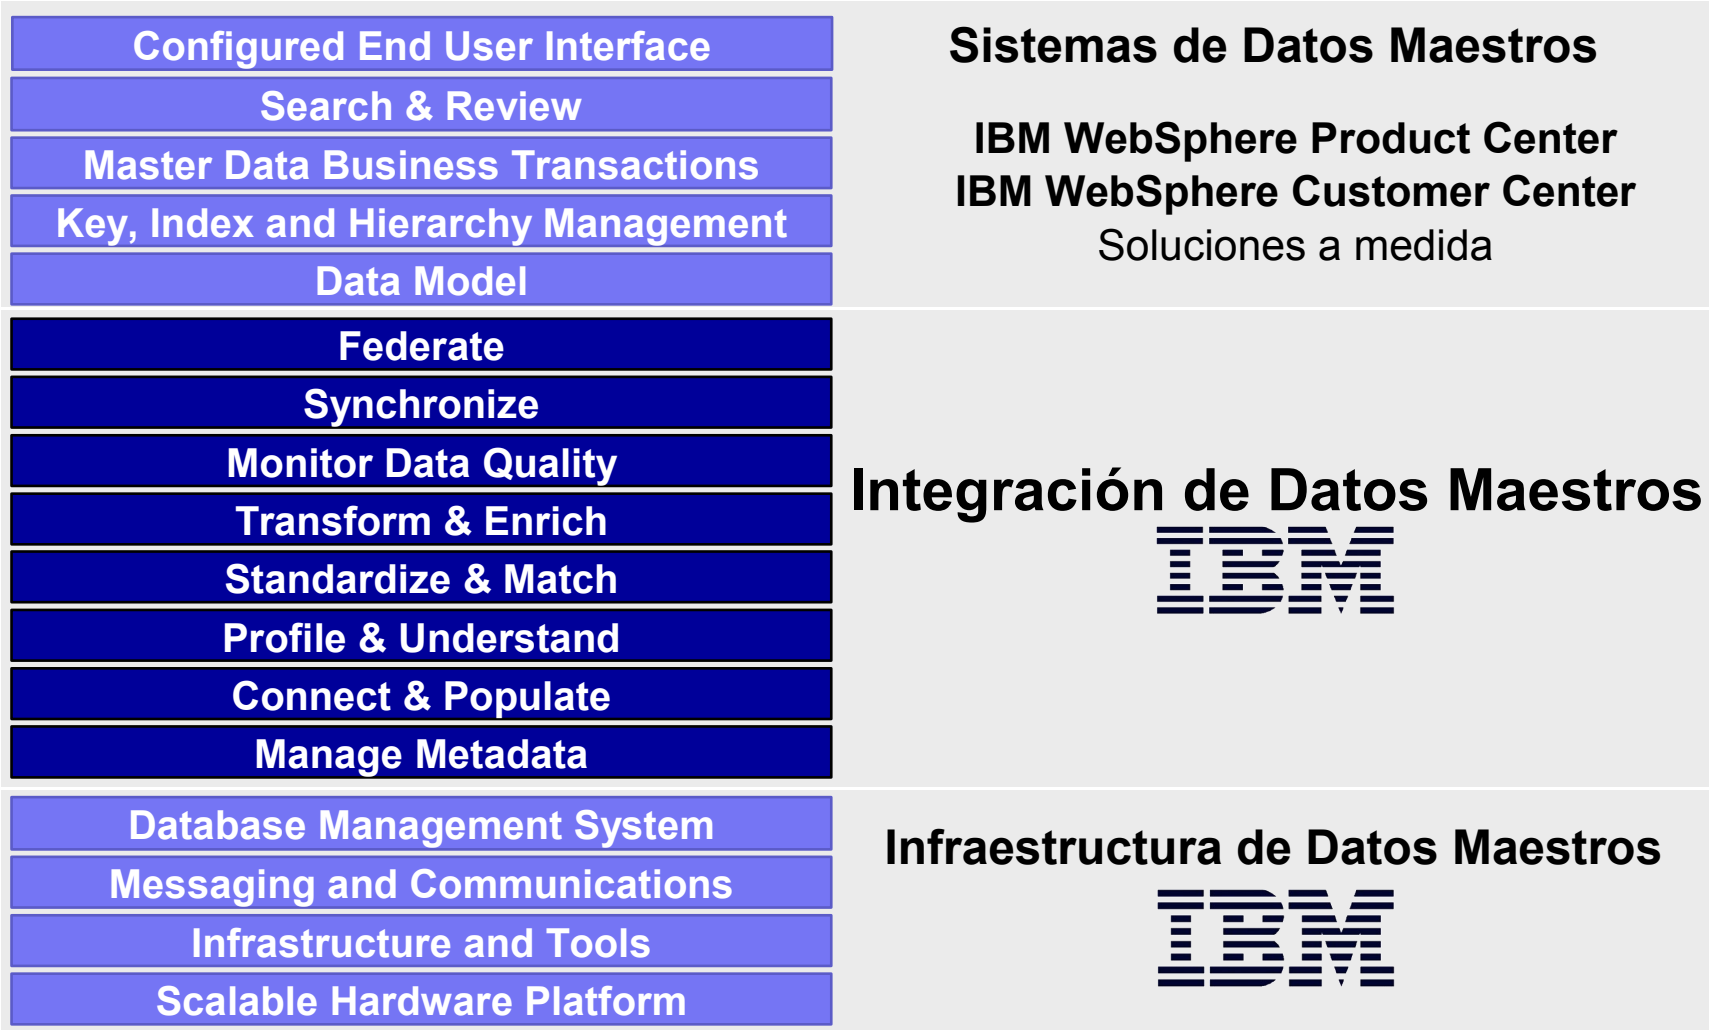 Configured End User Interface
Search & Review
Master Data Business Transactions
Key, Index and Hierarchy Management
Data Model
Sistemas de Datos Maestros
IBM WebSphere Product Center
IBM WebSphere Customer Center
Soluciones a medida
Federate
Synchronize
Monitor Data Quality
Transform & Enrich
Standardize & Match
Profile & Understand
Connect & Populate
Manage Metadata
Integración de Datos Maestros
IBM
Database Management System
Messaging and Communications
Infrastructure and Tools
Scalable Hardware Platform
Infraestructura de Datos Maestros
IBM